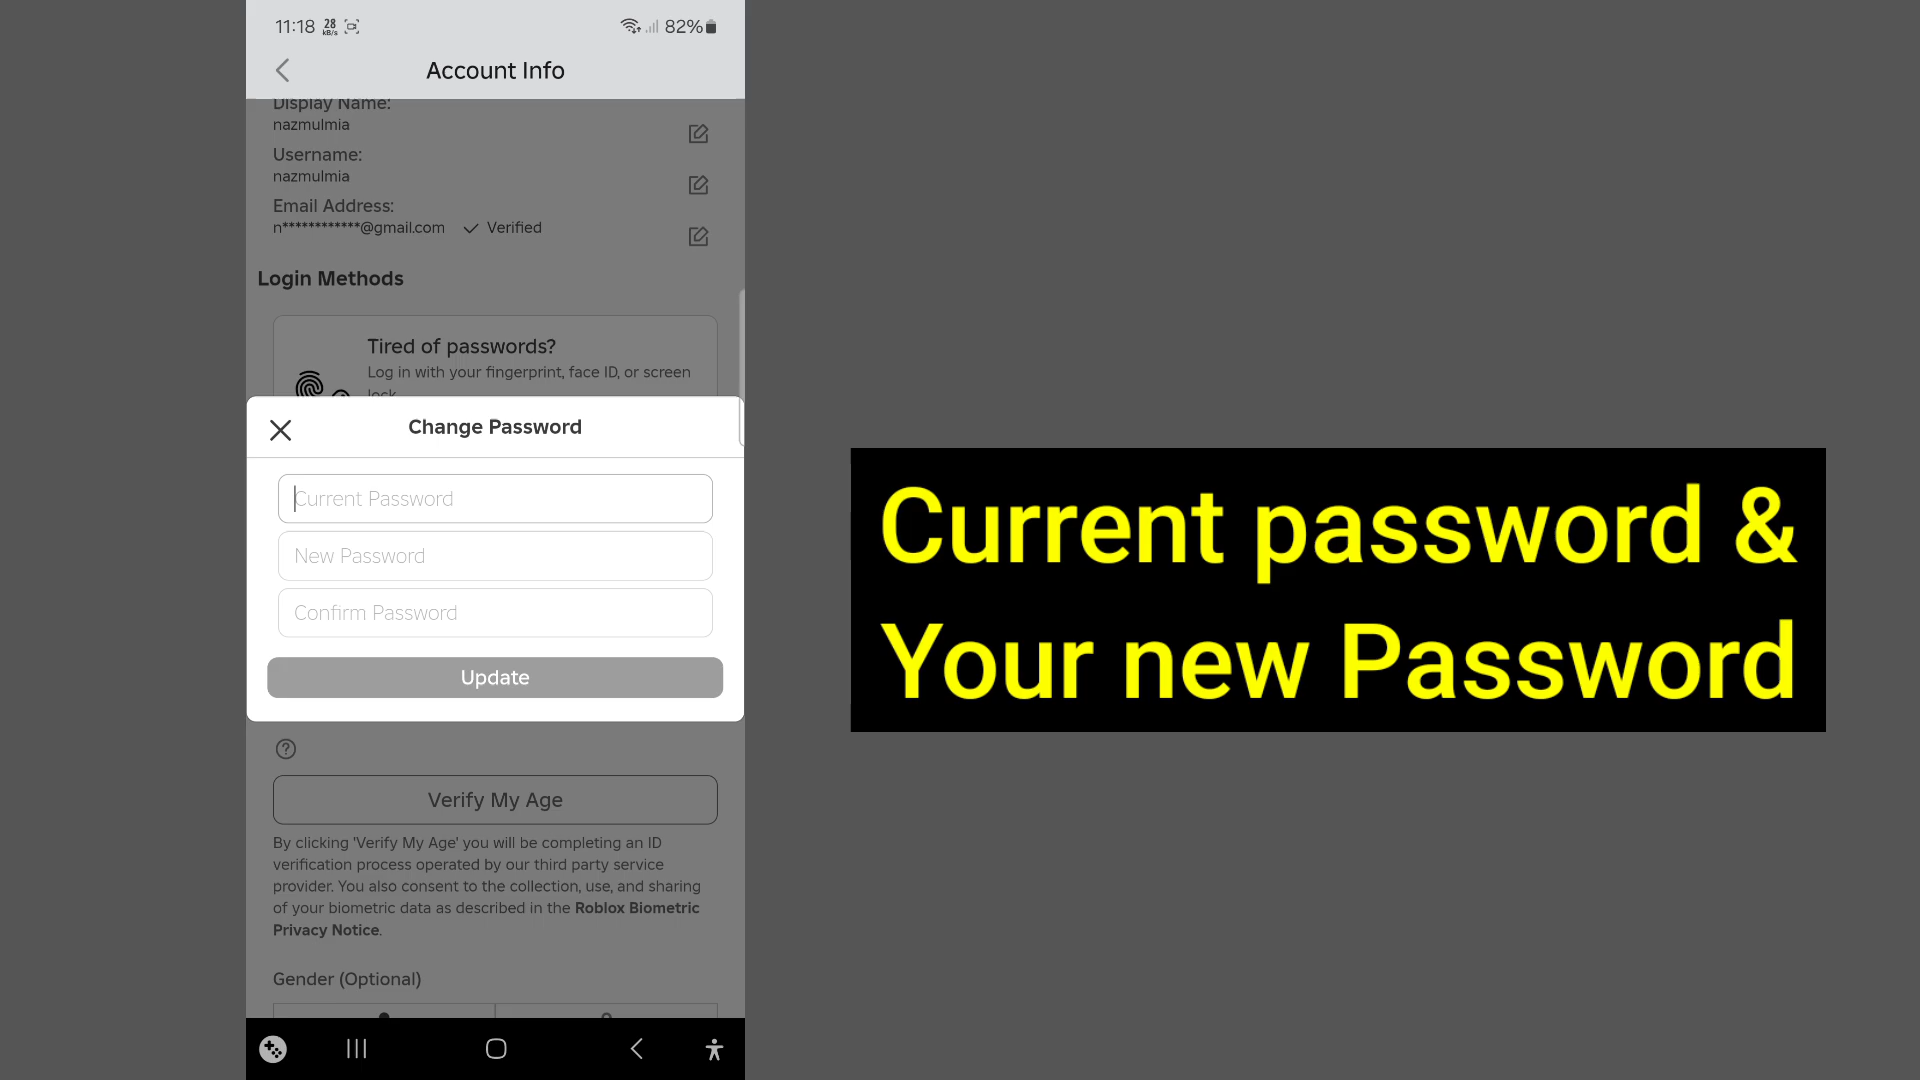 11:18 28 kB/s 82%
Account Info
Display Name:
nazmulmia
Username:
nazmulmia
Email Address:
n************@gmail.com Verified
Login Methods
Tired of passwords?
Log in with your fingerprint, face ID, or screen
lock
Change Password
Current Password
New Password
Confirm Password
Update
Verify My Age
By clicking 'Verify My Age' you will be completing an ID
verification process operated by our third party service
provider. You also consent to the collection, use, and sharing
of your biometric data as described in the Roblox Biometric
Privacy Notice.
Gender (Optional)
Current password &
Your new Password